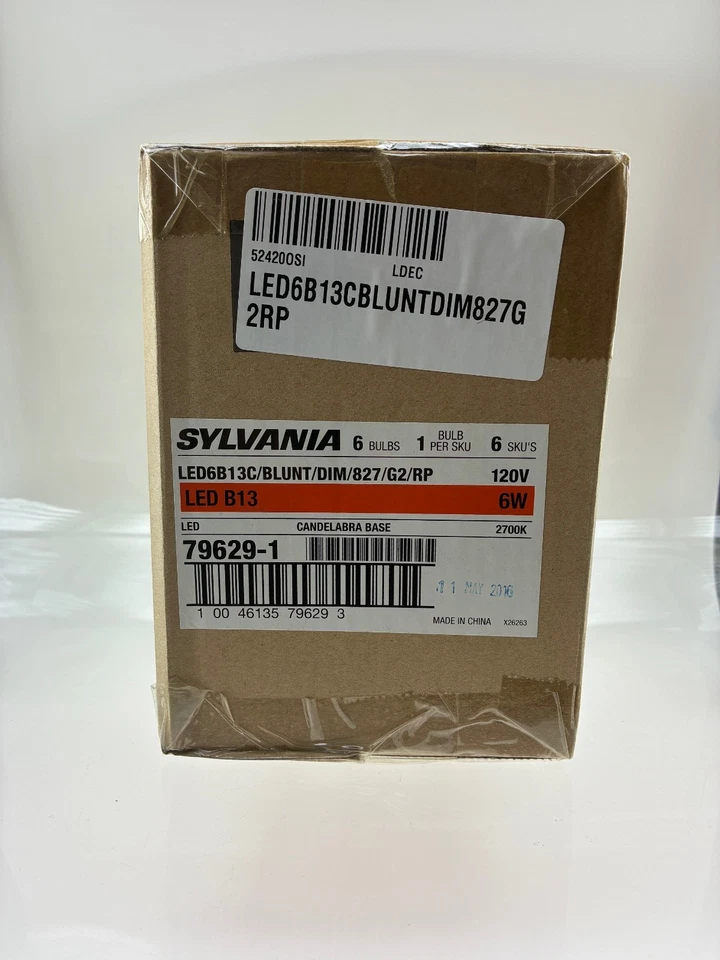 52420OSI LDEC
LED6B13CBLUNTDIM827G
2RP
SYLVANIA 6 BULBS 1 BULB PER SKU 6 SKU'S
LED6B13C/BLUNT/DIM/827/G2/RP 120V
LED B13 6W
LED CANDELABRA BASE 2700K
79629-1
1 MAY 2016
1 00 46135 79629 3
MADE IN CHINA X26263